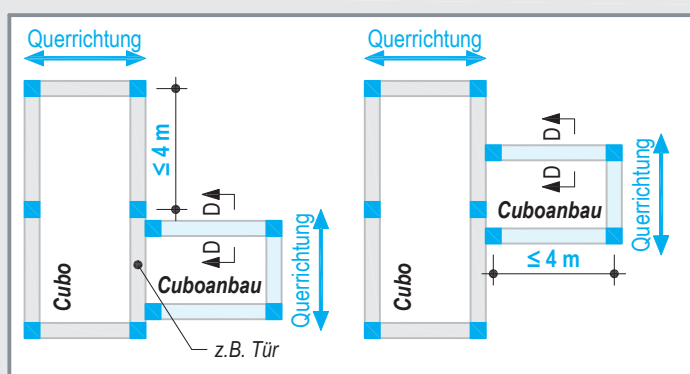 Querrichtung
≤ 4 m
D
D
Cubo
Cuboanbau
Querrichtung
z.B. Tür
Querrichtung
D
D
Cubo
Cuboanbau
≤ 4 m
Querrichtung